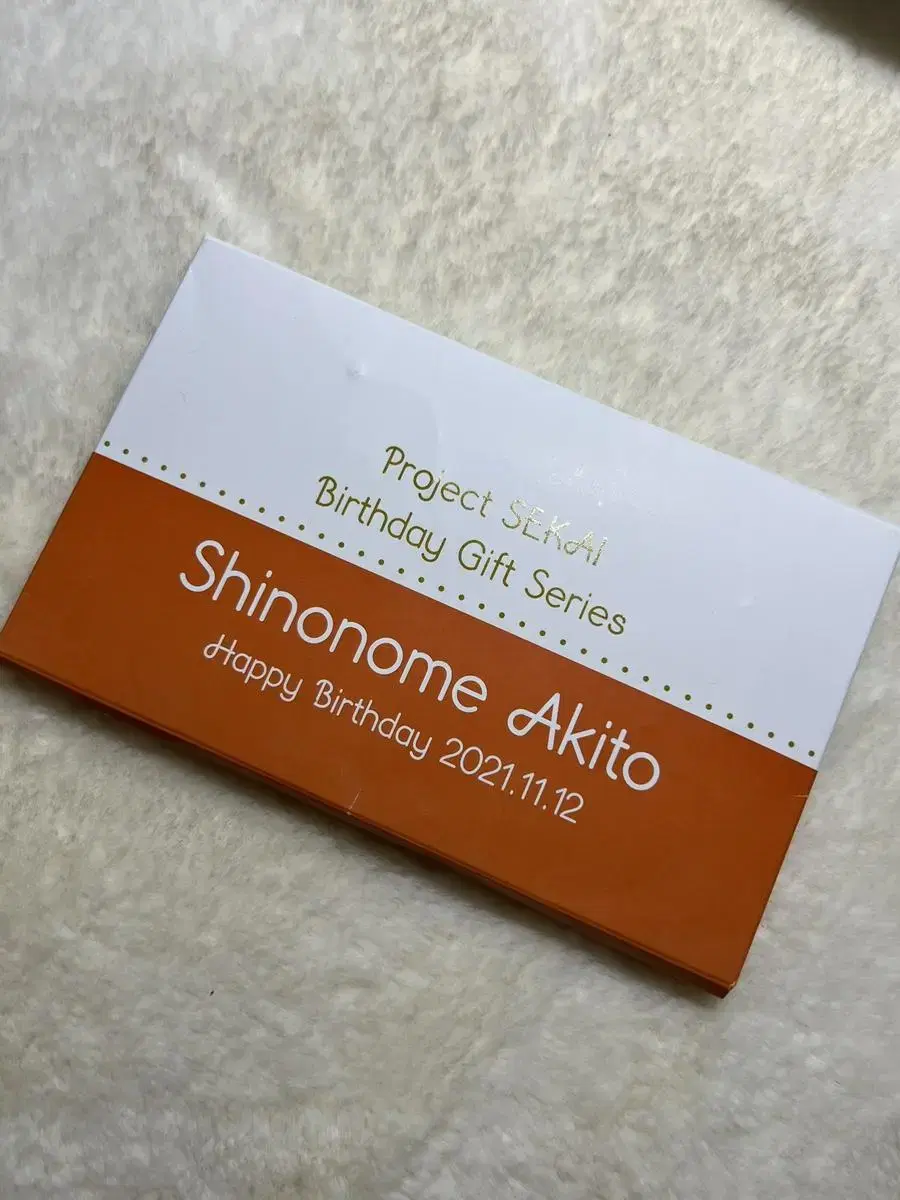 Project SEKAI
Birthday Gift Series
Shinonome Akito
Happy Birthday 2021.11.12